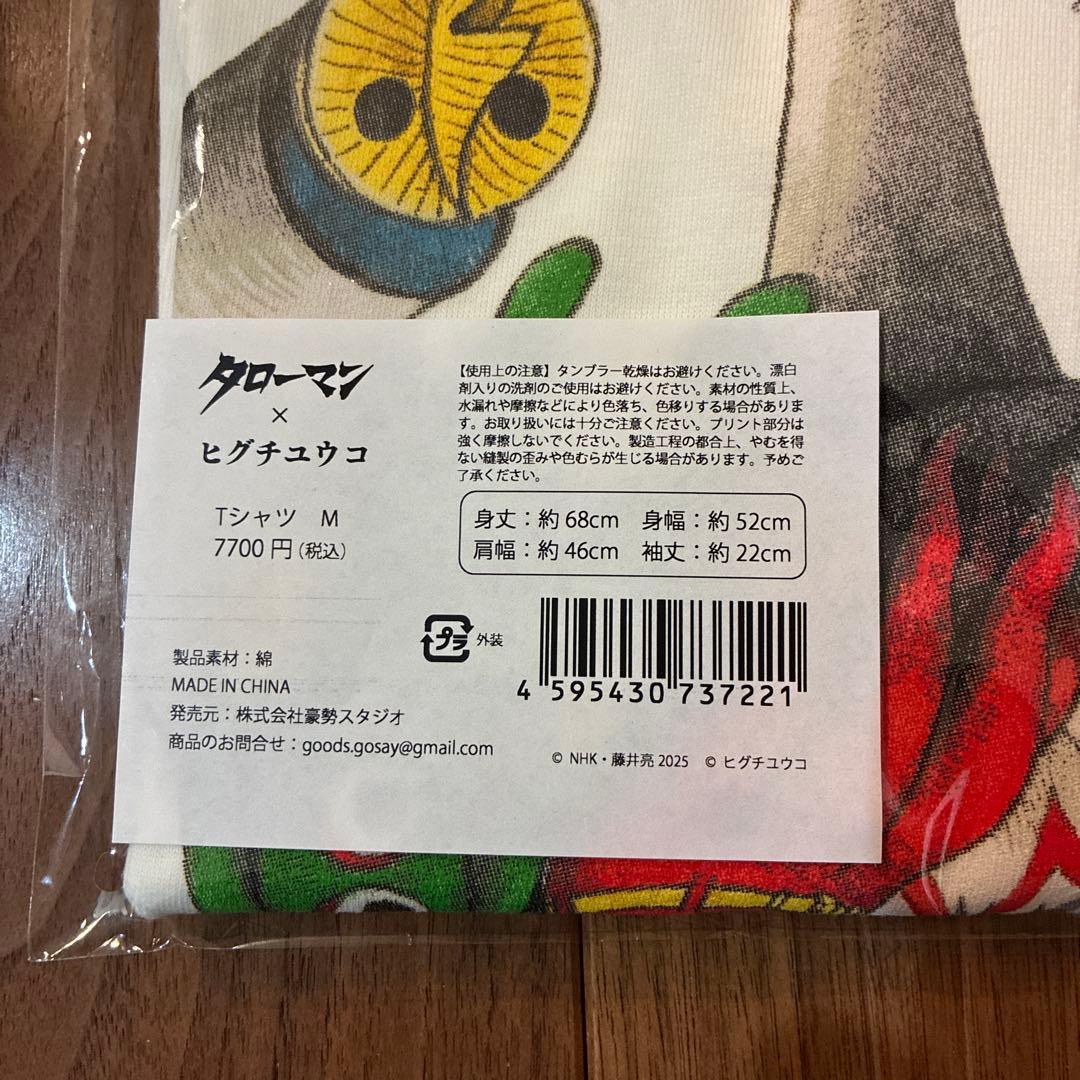 タローマン
×
ヒグチユウコ
Tシャツ M
7700 円(税込)
製品素材:綿
MADE IN CHINA
発売元:株式会社豪勢スタジオ
商品のお問合せ:goods.gosay@gmail.com
【使用上の注意】タンブラー乾燥はお避けください。漂白
剤入りの洗剤のご使用はお避けください。素材の性質上、
水漏れや摩擦などにより色落ち、色移りする場合がありま
す。お取り扱いには十分ご注意ください。プリント部分は
強く摩擦しないでください。製造工程の都合上、やむを得
ない縫製の歪みや色むらが生じる場合があります。予めご
了承ください。
身丈:約 68cm 身幅:約 52cm
肩幅:約 46cm 袖丈:約 22cm
プラ 外装
4 595430 737221
© NHK・藤井亮 2025 © ヒグチユウコ